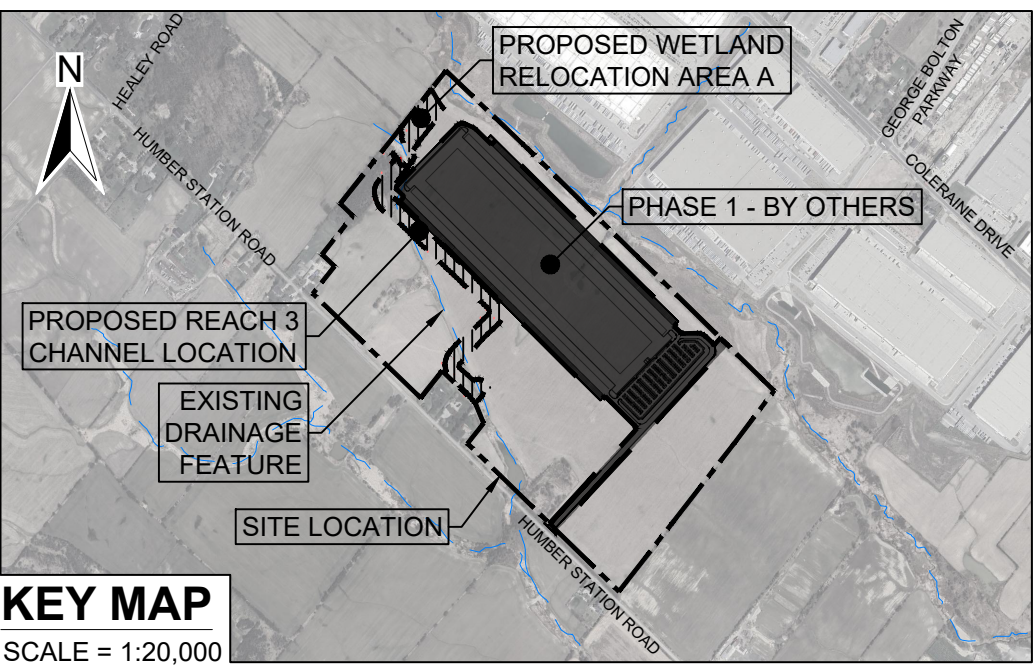 PROPOSED WETLAND
RELOCATION AREA A
GEORGE BOLTON
PARKWAY
HEALEY ROAD
N
HUMBER STATION ROAD
COLERAINE DRIVE
PHASE 1 - BY OTHERS
PROPOSED REACH 3
CHANNEL LOCATION
EXISTING
DRAINAGE
FEATURE
SITE LOCATION
HUMBER STATION ROAD
KEY MAP
SCALE = 1:20,000